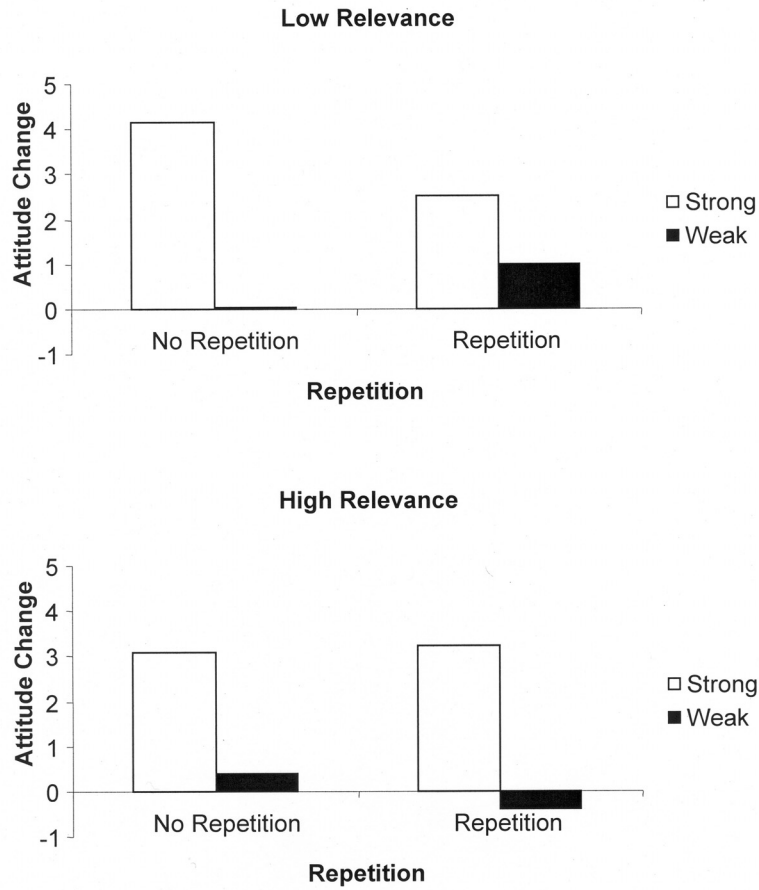 Low Relevance
5
4
3
2
1
0
-1
Attitude Change
No Repetition Repetition
Repetition
Strong
Weak
High Relevance
5
4
3
2
1
0
-1
Attitude Change
No Repetition Repetition
Repetition
Strong
Weak